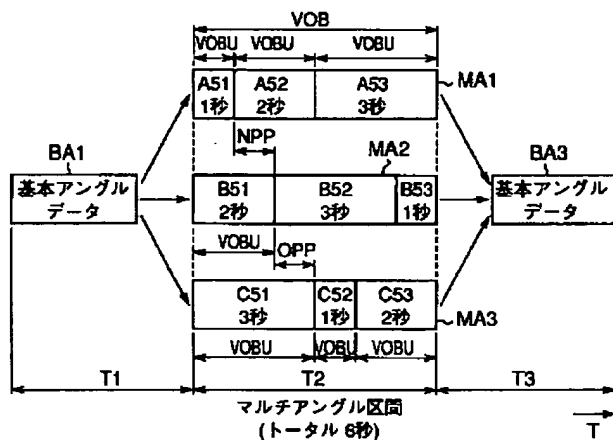 VOB
VOBU VOBU VOBU
A51 A52 A53
1秒 2秒 3秒
MA1
NPP
MA2
BA1
BA3
基本アングル
データ
B51 B52 B53
2秒 3秒 1秒
基本アングル
データ
VOBU OPP
C51 C52 C53
3秒 1秒 2秒
MA3
VOBU VOBU VOBU
T1 T2 T3
マルチアングル区間
(トータル 6秒)
T